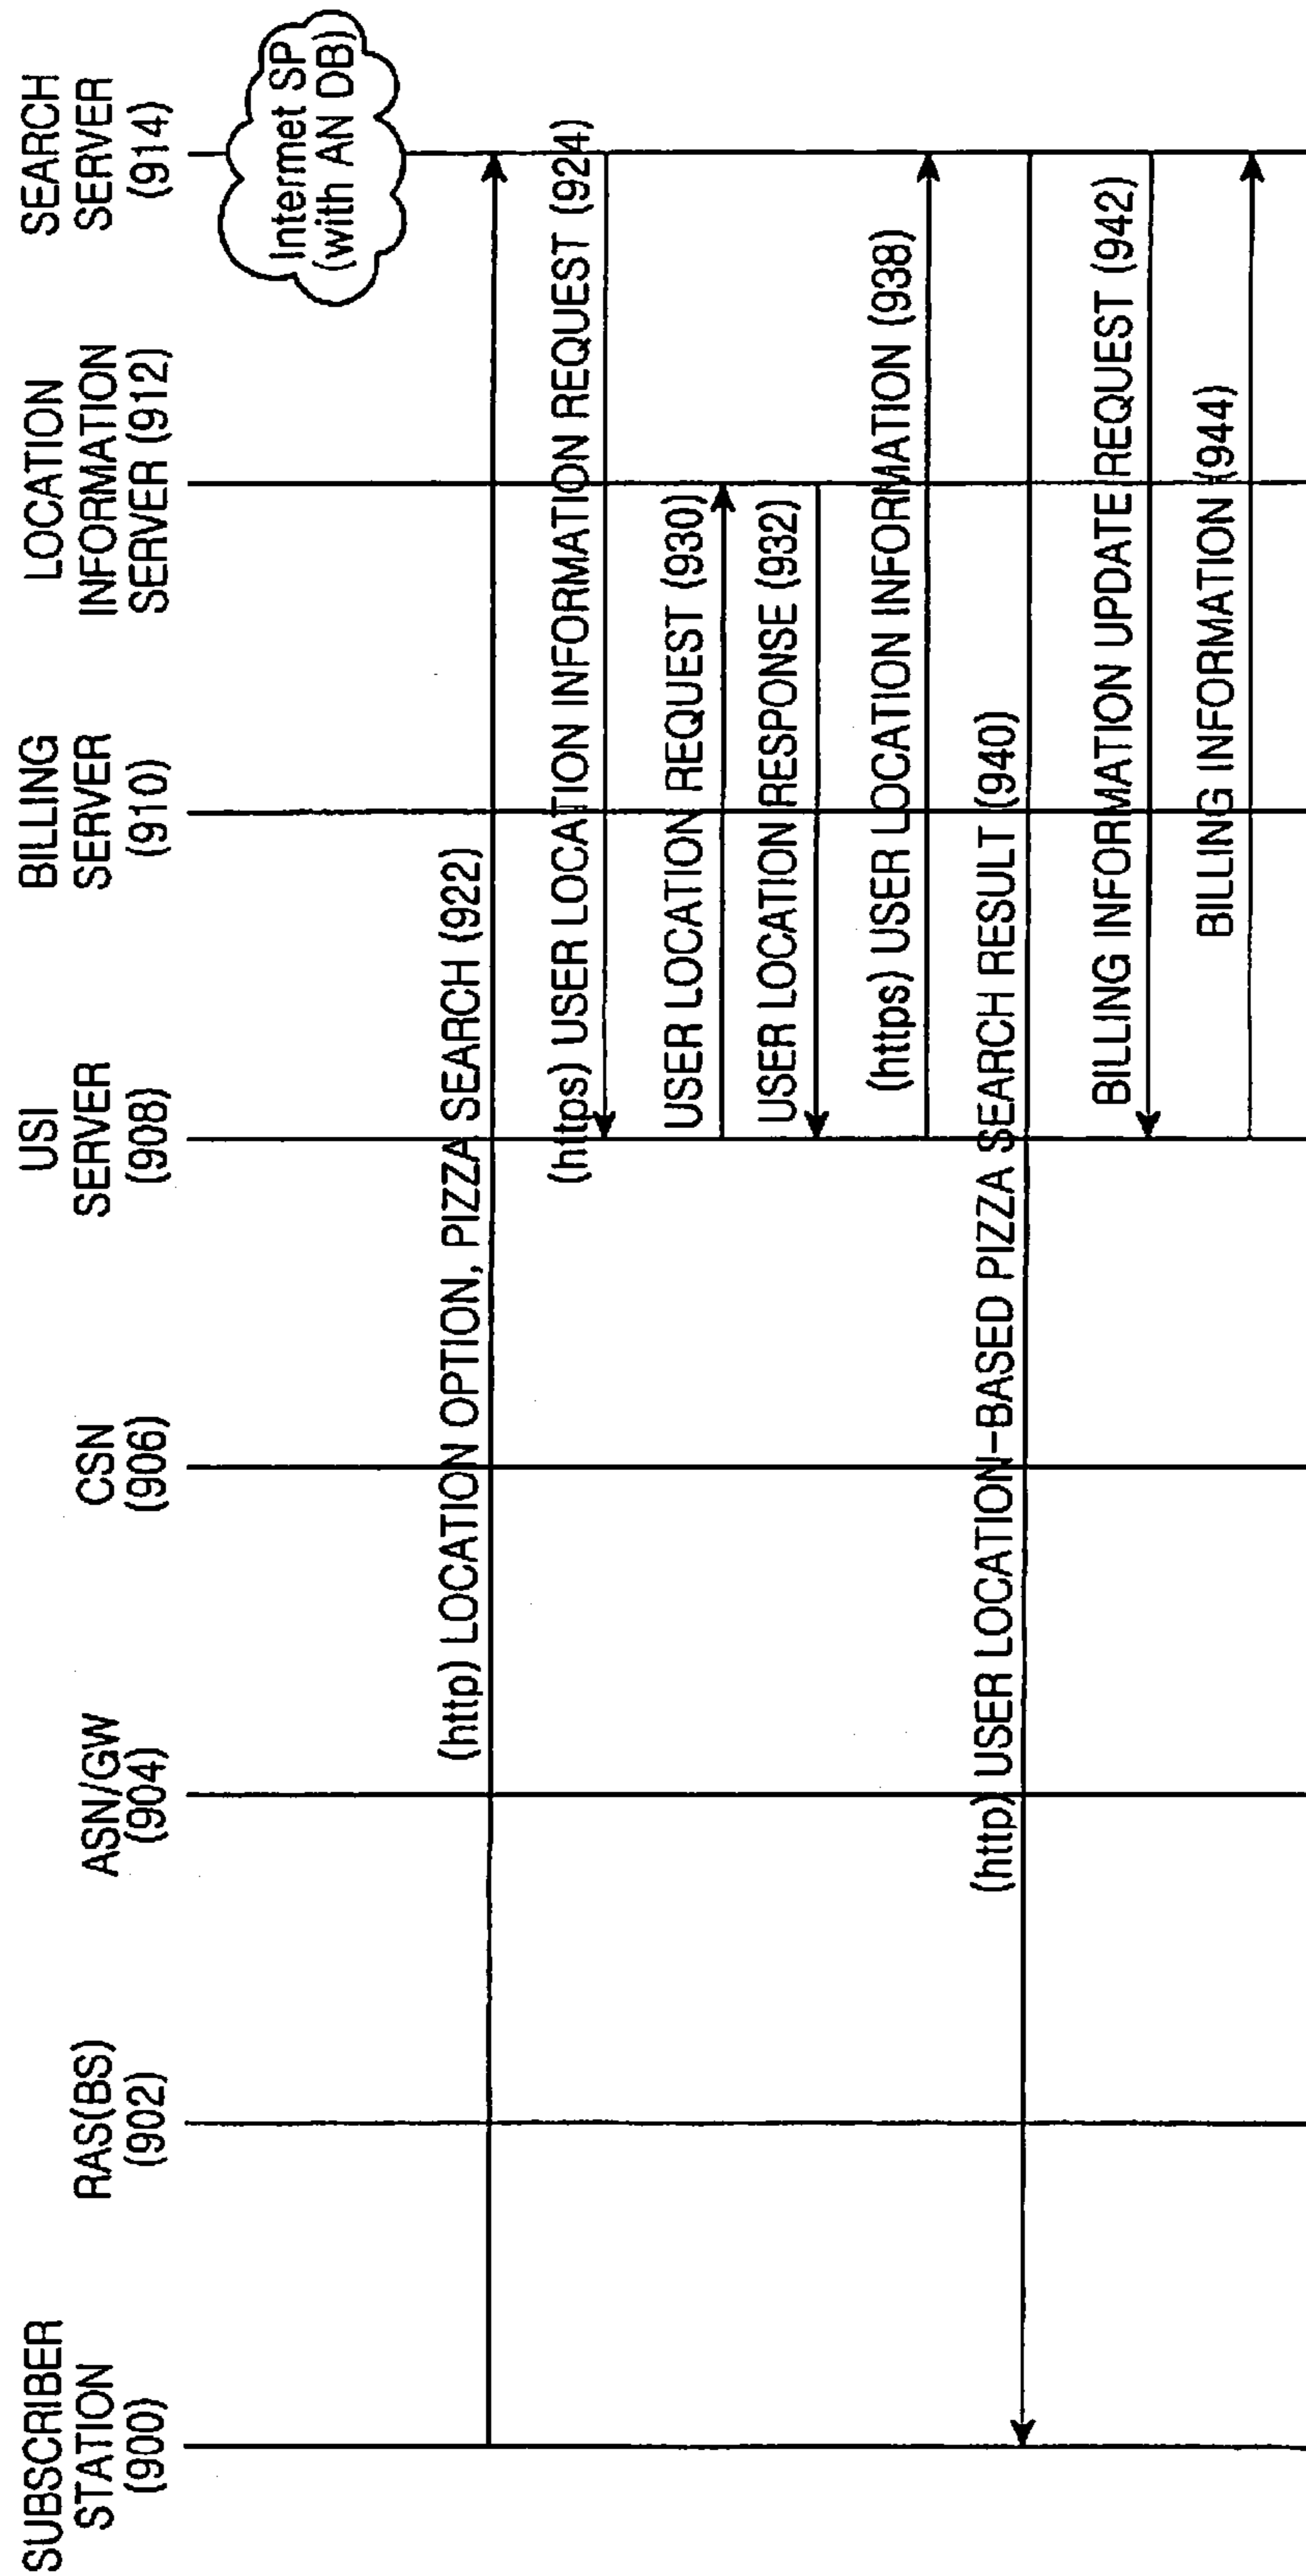 SUBSCRIBER
STATION
(900)
RAS(BS)
(902)
ASN/GW
(904)
CSN
(906)
USI
SERVER
(908)
BILLING
SERVER
(910)
LOCATION
INFORMATION
SERVER (912)
SEARCH
SERVER
(914)
Internet SP
(with AN DB)
(http) LOCATION OPTION, PIZZA SEARCH (922)
(https) USER LOCATION INFORMATION REQUEST (924)
USER LOCATION REQUEST (930)
USER LOCATION RESPONSE (932)
(https) USER LOCATION INFORMATION (938)
(http) USER LOCATION-BASED PIZZA SEARCH RESULT (940)
BILLING INFORMATION UPDATE REQUEST (942)
BILLING INFORMATION (944)